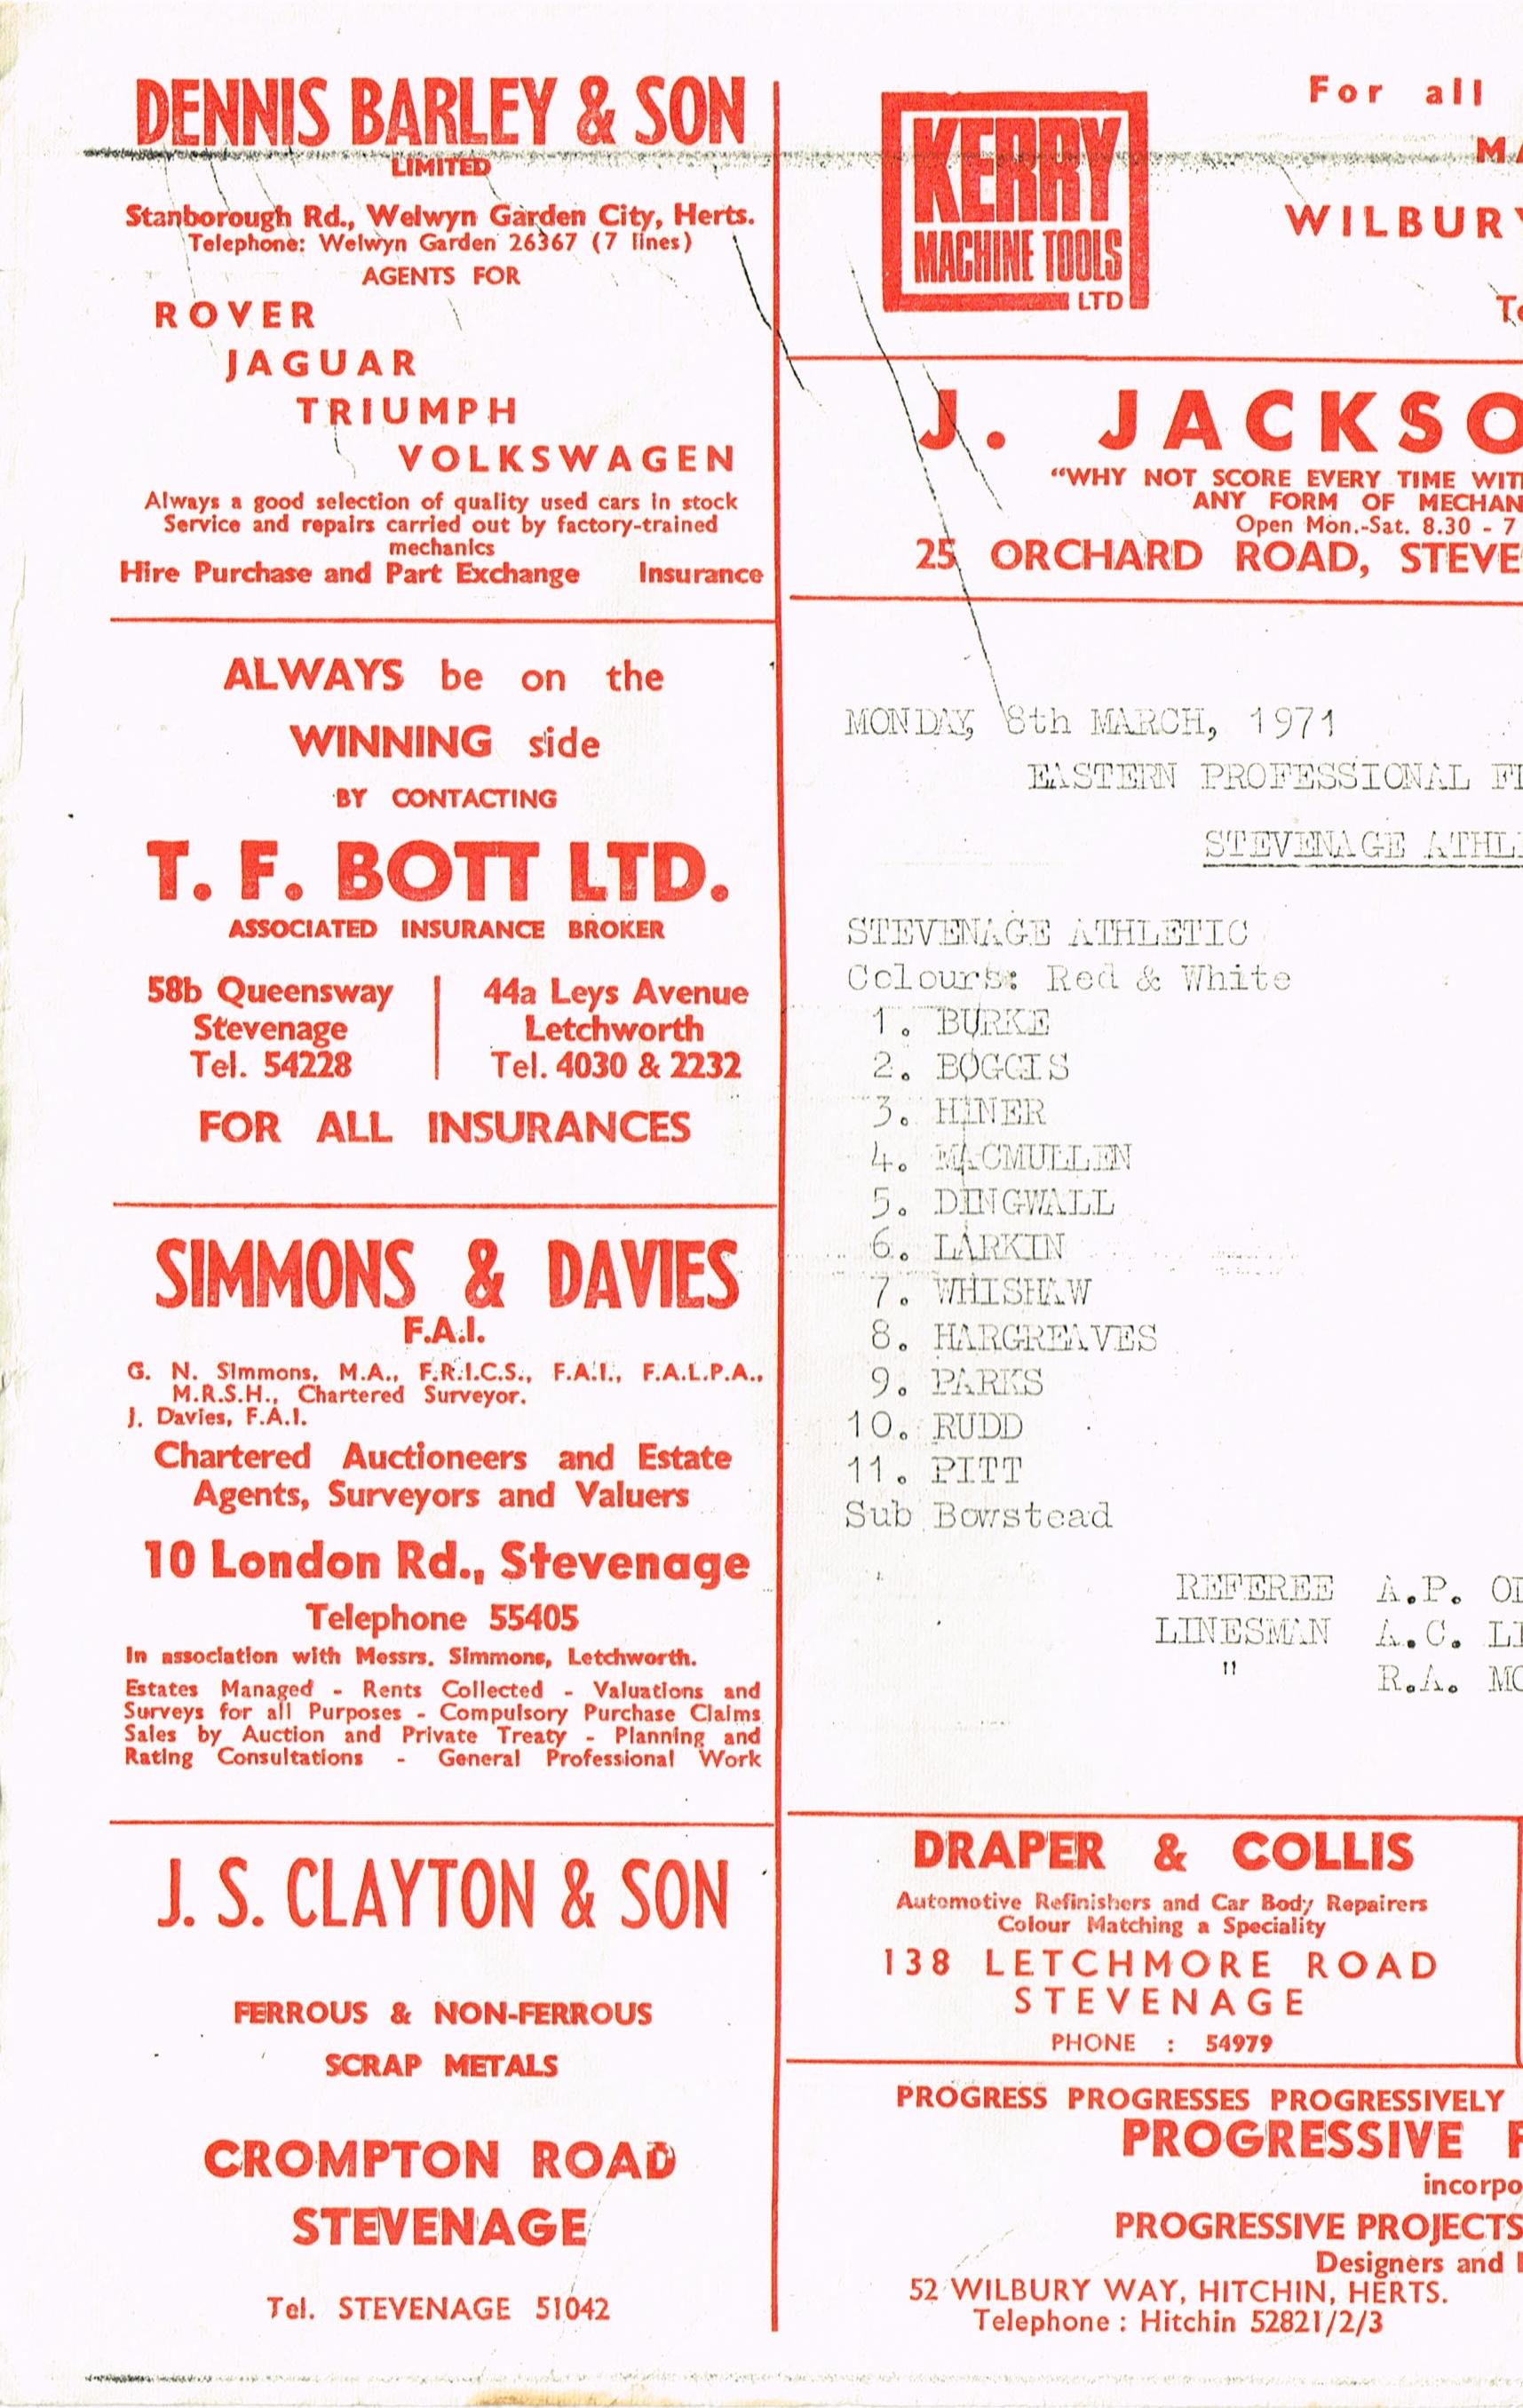 DENNIS BARLEY & SON
LIMITED
Stanborough Rd., Welwyn Garden City, Herts.
Telephone: Welwyn Garden 26367 (7 lines)
AGENTS FOR
ROVER
JAGUAR
TRIUMPH
VOLKSWAGEN
Always a good selection of quality used cars in stock
Service and repairs carried out by factory-trained
mechanics
Hire Purchase and Part Exchange Insurance
ALWAYS be on the
WINNING side
BY CONTACTING
T. F. BOTT LTD.
ASSOCIATED INSURANCE BROKER
58b Queensway
Stevenage
Tel. 54228
44a Leys Avenue
Letchworth
Tel. 4030 & 2232
FOR ALL INSURANCES
SIMMONS & DAVIES
F.A.I.
G. N. Simmons, M.A., F.R.I.C.S., F.A.I., F.A.L.P.A.,
M.R.S.H., Chartered Surveyor.
J. Davies, F.A.I.
Chartered Auctioneers and Estate
Agents, Surveyors and Valuers
10 London Rd., Stevenage
Telephone 55405
In association with Messrs. Simmons, Letchworth.
Estates Managed - Rents Collected - Valuations and
Surveys for all Purposes - Compulsory Purchase Claims
Sales by Auction and Private Treaty - Planning and
Rating Consultations - General Professional Work
J. S. CLAYTON & SON
FERROUS & NON-FERROUS
SCRAP METALS
CROMPTON ROAD
STEVENAGE
Tel. STEVENAGE 51042
KERRY
MACHINE TOOLS
LTD
For all
MA
WILBURY
Te
J. JACKSO
"WHY NOT SCORE EVERY TIME WIT
ANY FORM OF MECHAN
Open Mon.-Sat. 8.30 - 7
25 ORCHARD ROAD, STEVE
MONDAY, 8th MARCH, 1971
EASTERN PROFESSIONAL
STEVENAGE ATHL
STEVENAGE ATHLETIC
Colours: Red & White
1. BURKE
2. BOGGIS
3. HINER
4. MACMULLEN
5. DINGWALL
6. LARKIN
7. WHISHAW
8. HARGREAVES
9. PARKS
10. RUDD
11. PITT
Sub Bowstead
REFEREE A.P.
LINESMAN A.C.
" R.A.
DRAPER & COLLIS
Automotive Refinishers and Car Body Repairers
Colour Matching a Speciality
138 LETCHMORE ROAD
STEVENAGE
PHONE : 54979
PROGRESS PROGRESSES PROGRESSIVELY
PROGRESSIVE
incorpo
PROGRESSIVE PROJECTS
Designers and
52 WILBURY WAY, HITCHIN, HERTS.
Telephone : Hitchin 52821/2/3